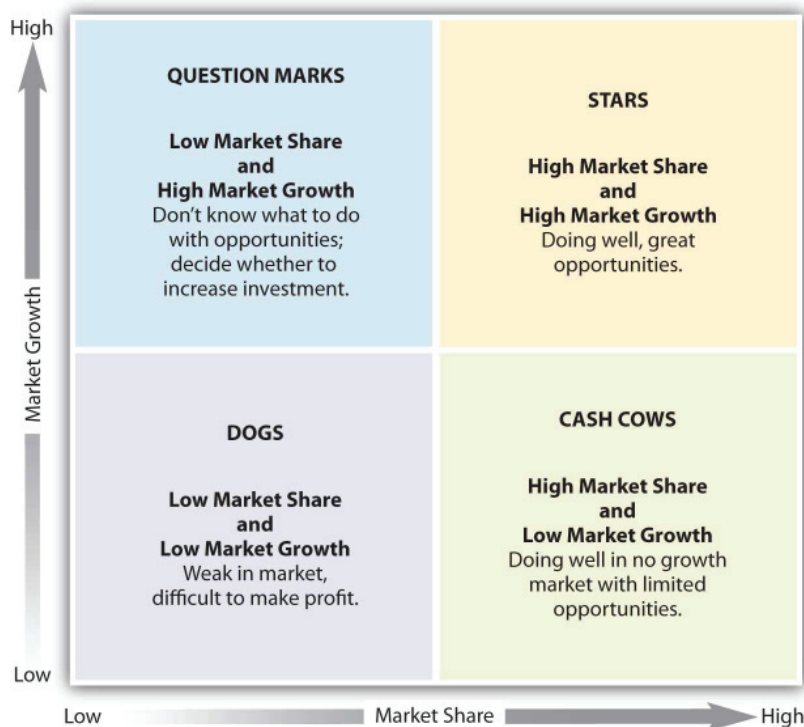 High
QUESTION MARKS
Low Market Share
and
High Market Growth
Don’t know what to do
with opportunities;
decide whether to
increase investment.
STARS
High Market Share
and
High Market Growth
Doing well, great
opportunities.
Market Growth
DOGS
Low Market Share
and
Low Market Growth
Weak in market,
difficult to make profit.
CASH COWS
High Market Share
and
Low Market Growth
Doing well in no growth
market with limited
opportunities.
Low
Low
Market Share
High